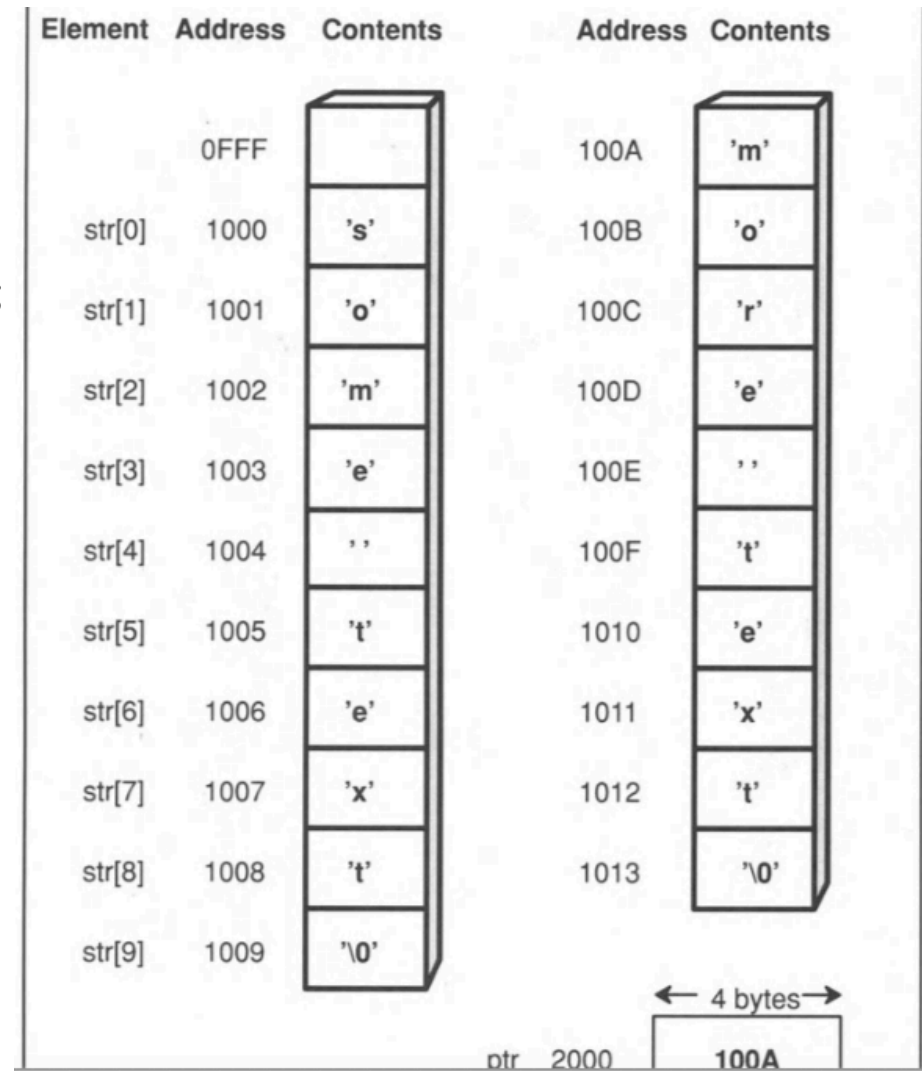 Element Address Contents Address Contents
0FFF 100A 'm'
str[0] 1000 's' 100B 'o'
str[1] 1001 'o' 100C 'r'
str[2] 1002 'm' 100D 'e'
str[3] 1003 'e' 100E ' '
str[4] 1004 ' ' 100F 't'
str[5] 1005 't' 1010 'e'
str[6] 1006 'e' 1011 'x'
str[7] 1007 'x' 1012 't'
str[8] 1008 't' 1013 '\0'
str[9] 1009 '\0'
4 bytes
ptr 2000 100A